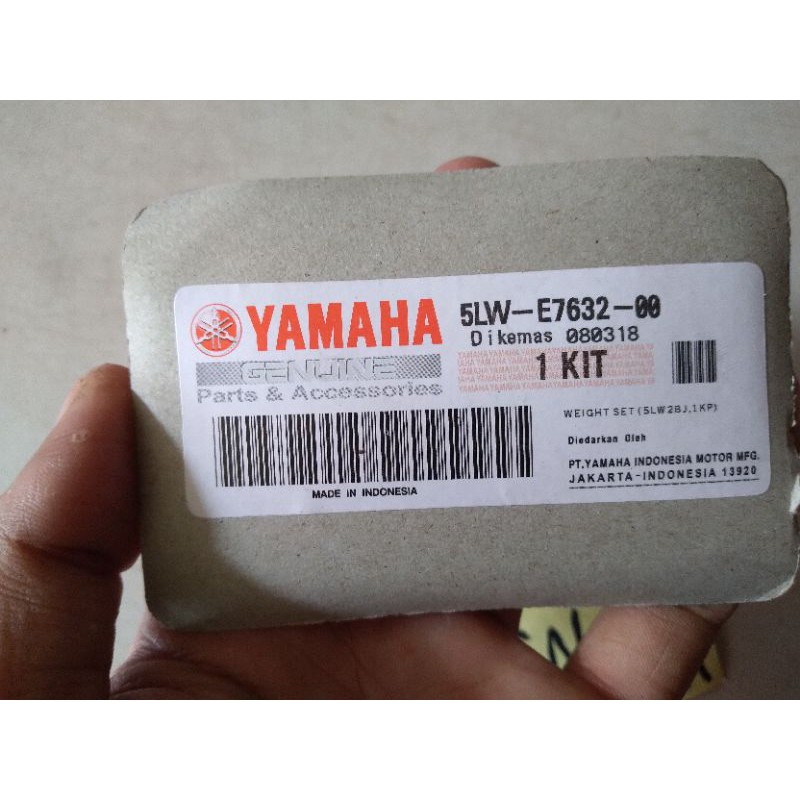 YAMAHA
GENUINE
Parts & Accessories
5LW-E7632-00
Dikemas 080318
1 KIT
WEIGHT SET(5LW28J,1KP)
Diedarkan Oleh
PT.YAMAHA INDONESIA MOTOR MFG.
JAKARTA-INDONESIA 13920
MADE IN INDONESIA